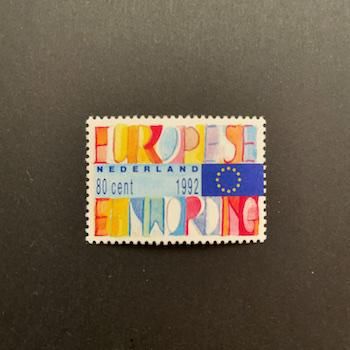 EUROPESE
NEDERLAND
80 cent 1992
EENWORDING